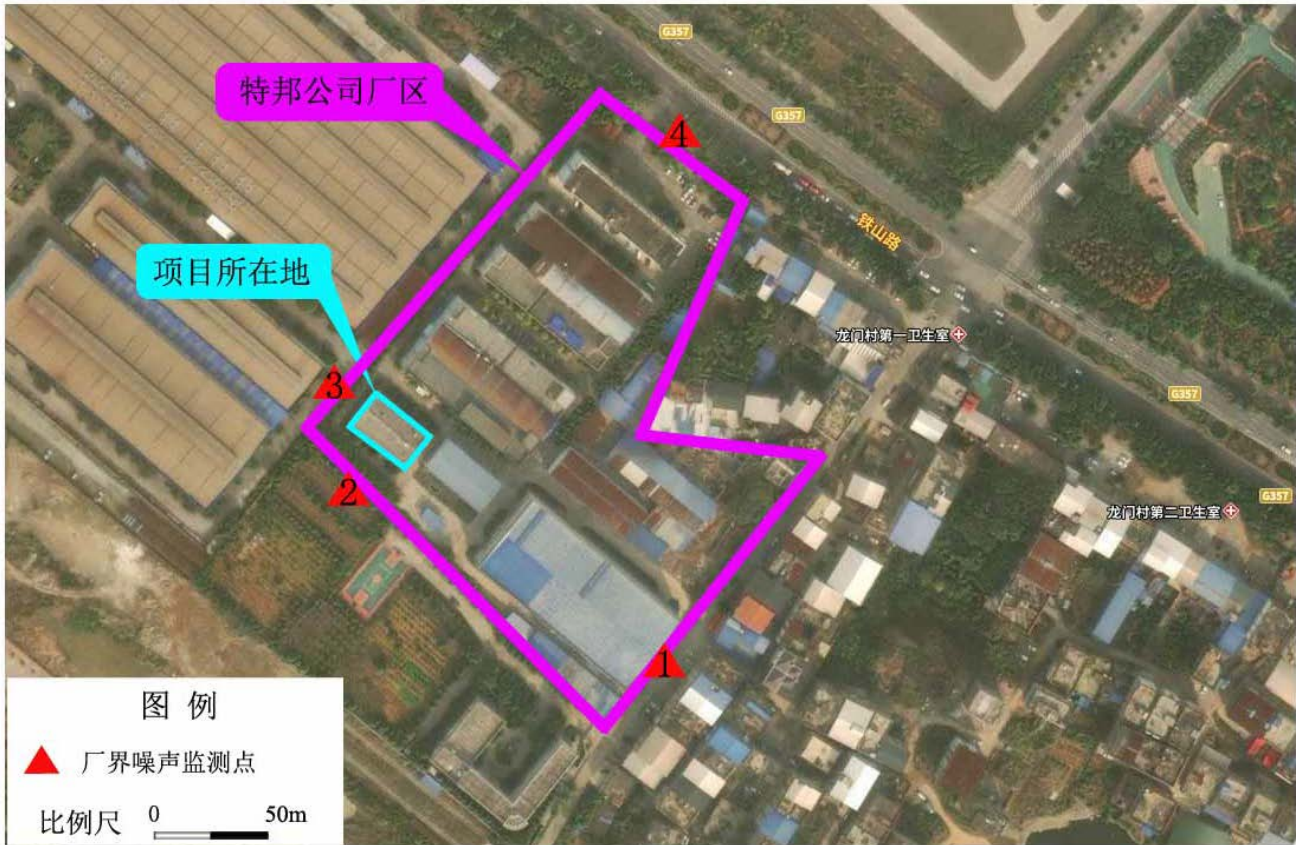 G357
特邦公司厂区
G357
4
铁山路
项目所在地
龙门村第一卫生室
3
G357
2
G357
龙门村第二卫生室
1
图 例
厂界噪声监测点
比例尺 0 50m